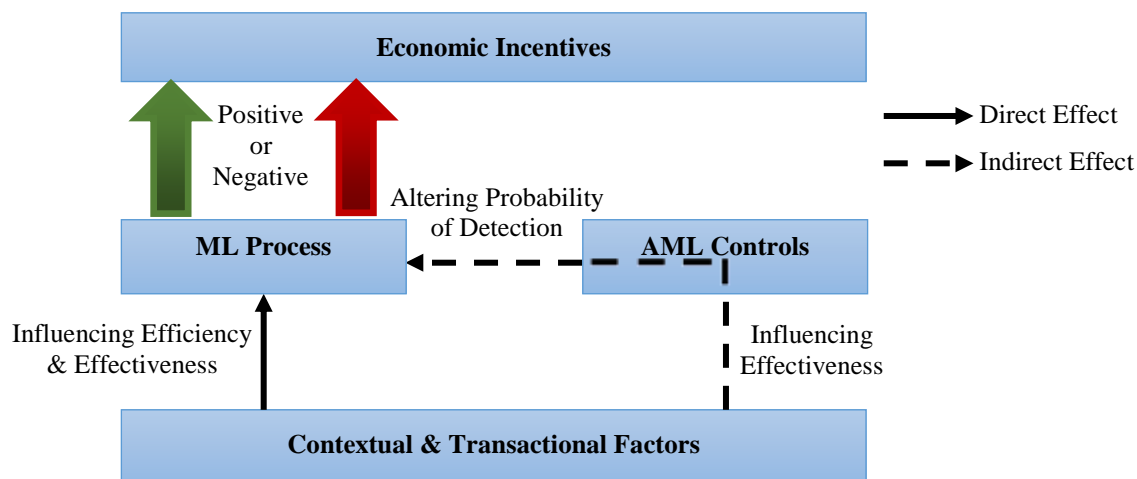 Economic Incentives
Positive
or
Negative
Direct Effect
Indirect Effect
Altering Probability
of Detection
ML Process
AML Controls
Influencing Efficiency
& Effectiveness
Influencing
Effectiveness
Contextual & Transactional Factors